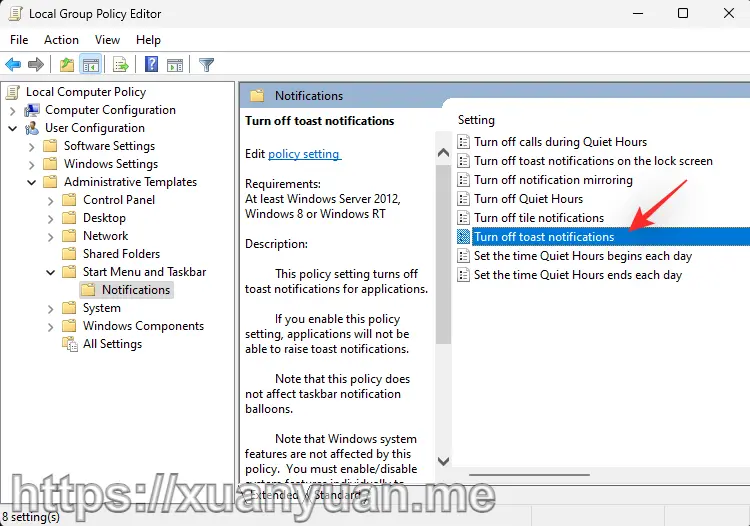 Local Group Policy Editor
File Action View Help
Local Computer Policy
Computer Configuration
User Configuration
Software Settings
Windows Settings
Administrative Templates
Control Panel
Desktop
Network
Shared Folders
Start Menu and Taskbar
Notifications
System
Windows Components
All Settings
Notifications
Turn off toast notifications
Edit policy setting
Requirements:
At least Windows Server 2012,
Windows 8 or Windows RT
Description:
This policy setting turns off
toast notifications for applications.
If you enable this policy
setting, applications will not be
able to raise toast notifications.
Note that this policy does
not affect taskbar notification
balloons.
Note that Windows system
features are not affected by this
policy. You must enable/disable
system features individually to
Setting
Turn off calls during Quiet Hours
Turn off toast notifications on the lock screen
Turn off notification mirroring
Turn off Quiet Hours
Turn off tile notifications
Turn off toast notifications
Set the time Quiet Hours begins each day
Set the time Quiet Hours ends each day
Extended Standard
8 setting(s)
https://xuanyuan.me